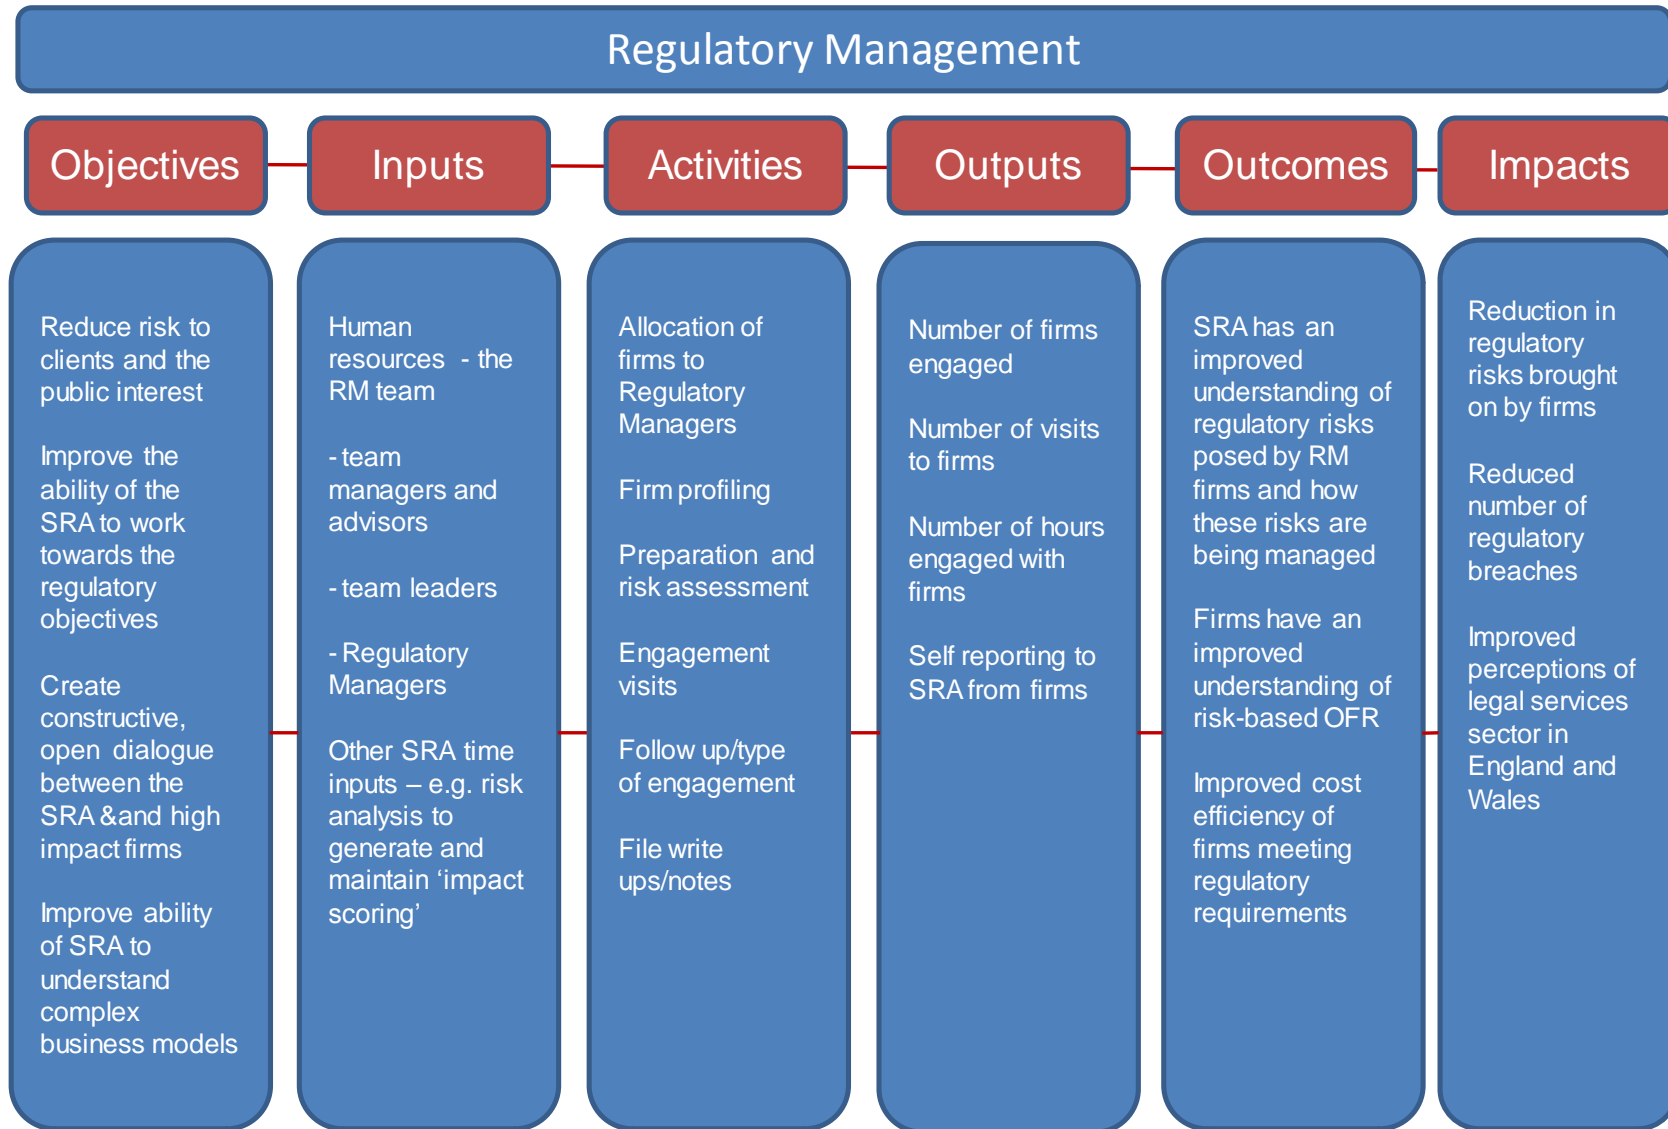 Regulatory Management
Objectives
Inputs
Activities
Outputs
Outcomes
Impacts
Reduce risk to
clients and the
public interest
Improve the
ability of the
SRA to work
towards the
regulatory
objectives
Create
constructive,
open dialogue
between the
SRA &and high
impact firms
Improve ability
of SRA to
understand
complex
business models
Human
resources - the
RM team
- team
managers and
advisors
- team leaders
- Regulatory
Managers
Other SRA time
inputs – e.g. risk
analysis to
generate and
maintain ‘impact
scoring’
Allocation of
firms to
Regulatory
Managers
Firm profiling
Preparation and
risk assessment
Engagement
visits
Follow up/type
of engagement
File write
ups/notes
Number of firms
engaged
Number of visits
to firms
Number of hours
engaged with
firms
Self reporting to
SRA from firms
SRA has an
improved
understanding of
regulatory risks
posed by RM
firms and how
these risks are
being managed
Firms have an
improved
understanding of
risk-based OFR
Improved cost
efficiency of
firms meeting
regulatory
requirements
Reduction in
regulatory
risks brought
on by firms
Reduced
number of
regulatory
breaches
Improved
perceptions of
legal services
sector in
England and
Wales